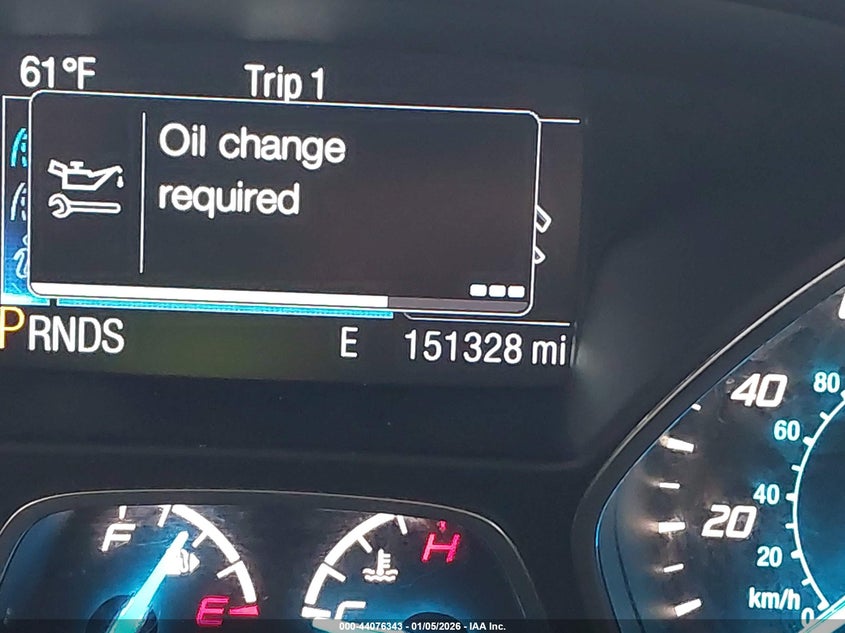 61°F
Trip 1
Oil change
required
PRNDS
E
151328 mi
40
80
60
40
20
20
km/h
0
F
E
H
C
000-44076343 - 01/05/2026 - IAA Inc.